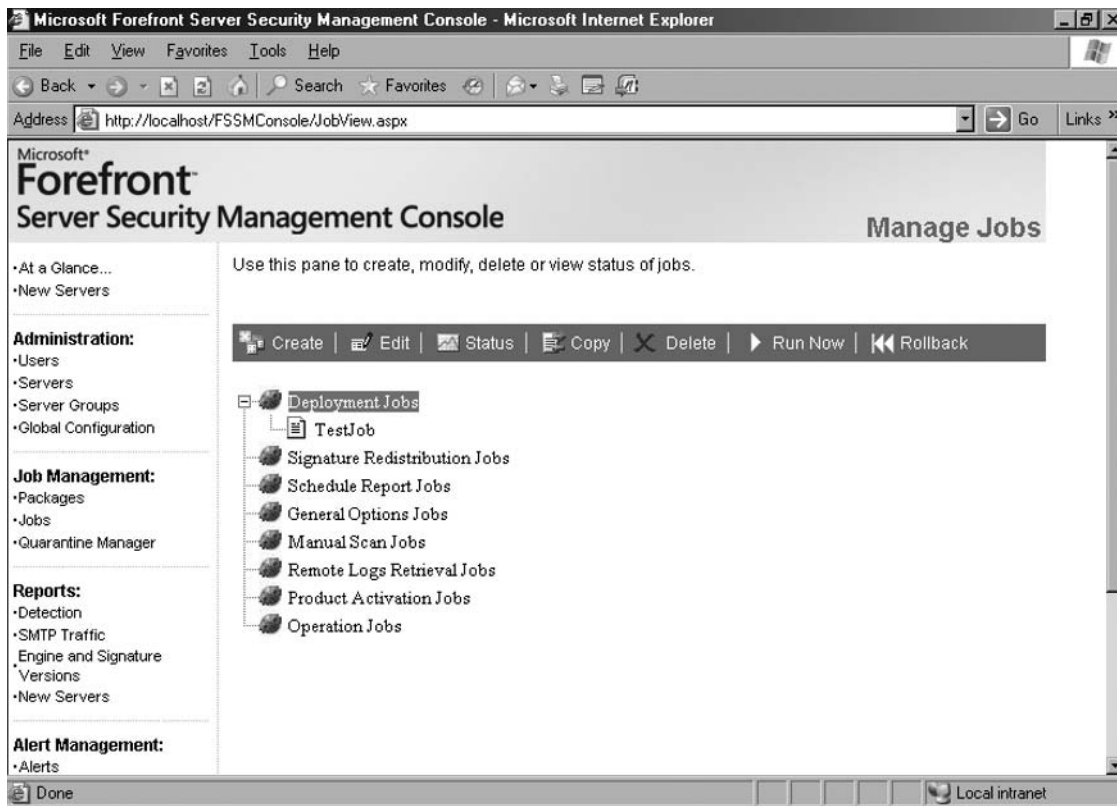 Microsoft Forefront Server Security Management Console - Microsoft Internet Explorer
File Edit View Favorites Tools Help
Back Search Favorites
Address http://localhost/FSSMConsole/JobView.aspx Go Links »
Microsoft®
Forefront™
Server Security Management Console
Manage Jobs
•At a Glance...
•New Servers
Administration:
•Users
•Servers
•Server Groups
•Global Configuration
Job Management:
•Packages
•Jobs
•Quarantine Manager
Reports:
•Detection
•SMTP Traffic
•Engine and Signature
Versions
•New Servers
Alert Management:
•Alerts
Use this pane to create, modify, delete or view status of jobs.
Create | Edit | Status | Copy | Delete | Run Now | Rollback
Deployment Jobs
TestJob
Signature Redistribution Jobs
Schedule Report Jobs
General Options Jobs
Manual Scan Jobs
Remote Logs Retrieval Jobs
Product Activation Jobs
Operation Jobs
Done
Local intranet